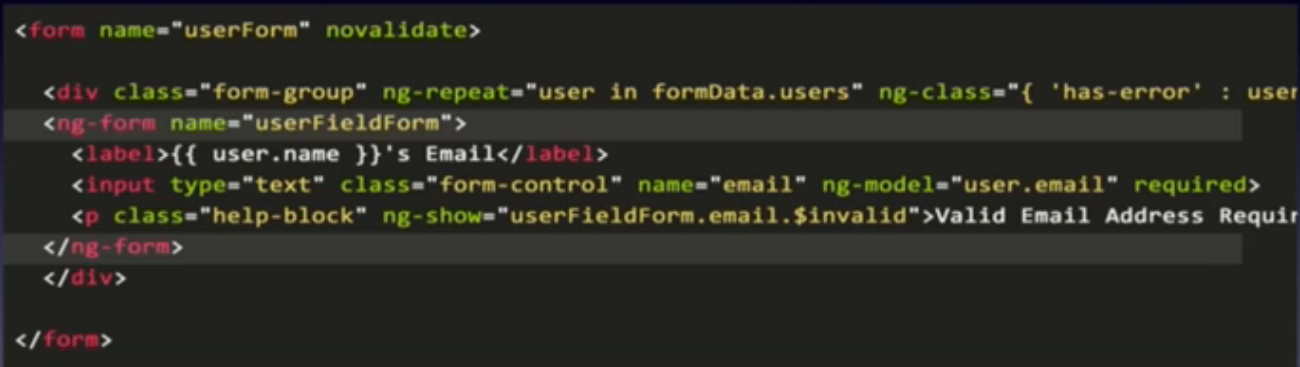 <form name="userForm" novalidate>
<div class="form-group" ng-repeat="user in formData.users" ng-class="{ 'has-error' : user
<ng-form name="userFieldForm">
<label>{{ user.name }}'s Email</label>
<input type="text" class="form-control" name="email" ng-model="user.email" required>
<p class="help-block" ng-show="userFieldForm.email.$invalid">Valid Email Address Requir
</ng-form>
</div>
</form>